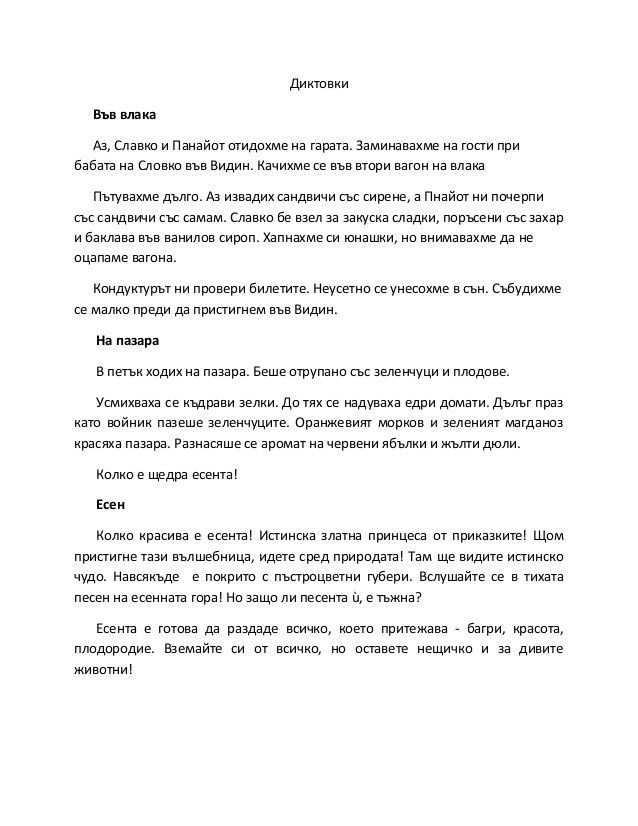 Диктовки
Във влака
Аз, Славко и Панайот отидохме на гарата. Заминавахме на гости при
бабата на Словко във Видин. Качихме се във втори вагон на влака
Пътувахме дълго. Аз извадих сандвичи със сирене, а Пнайот ни почерпи
със сандвичи със самам. Славко бе взел за закуска сладки, поръсени със захар
и баклава във ванилов сироп. Хапнахме си юнашки, но внимавахме да не
оцапаме вагона.
Кондуктурът ни провери билетите. Неусетно се унесохме в сън. Събудихме
се малко преди да пристигнем във Видин.
На пазара
В петък ходих на пазара. Беше отрупано със зеленчуци и плодове.
Усмихваха се къдрави зелки. До тях се надуваха едри домати. Дълъг праз
като войник пазеше зеленчуците. Оранжевият морков и зеленият магданоз
красяха пазара. Разнасяше се аромат на червени ябълки и жълти дюли.
Колко е щедра есента!
Есен
Колко красива е есента! Истинска златна принцеса от приказките! Щом
пристигне тази вълшебница, идете сред природата! Там ще видите истинско
чудо. Навсякъде  е покрито с пъстроцветни губери. Вслушайте се в тихата
песен на есенната гора! Но защо ли песента ù, е тъжна?
Есента е готова да раздаде всичко, което притежава - багри, красота,
плодородие. Вземайте си от всичко, но оставете нещичко и за дивите
животни!